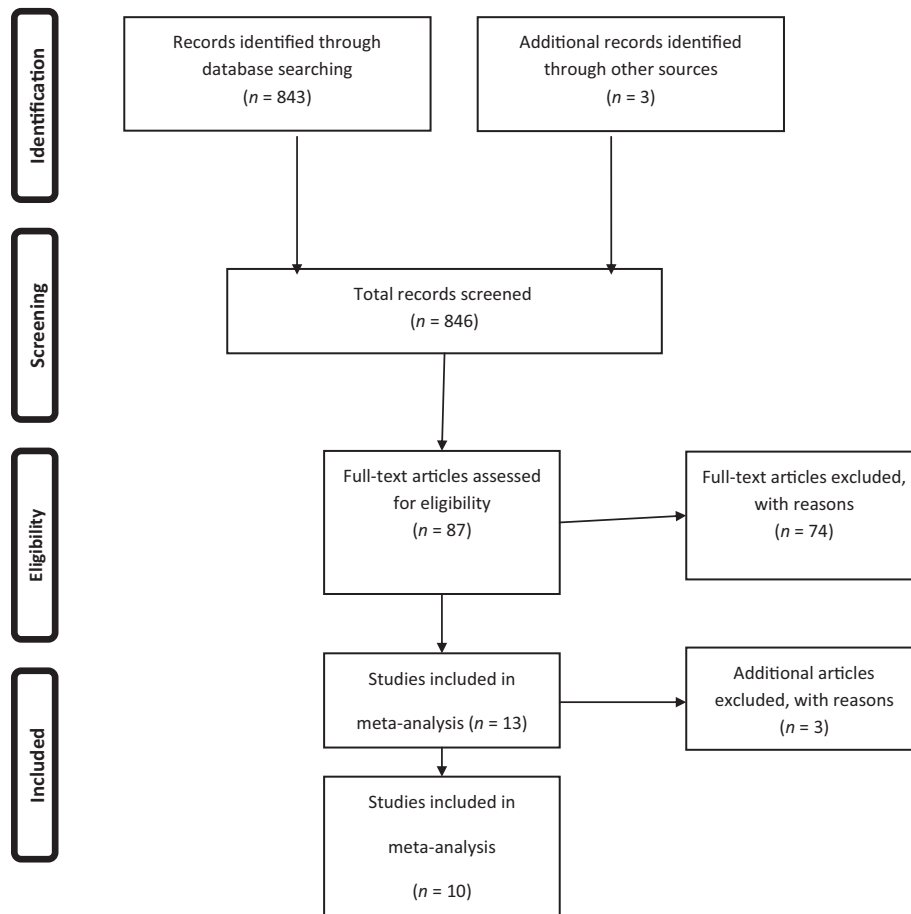 Identification
Records identified through
database searching
(n = 843)
Additional records identified
through other sources
(n = 3)
Screening
Total records screened
(n = 846)
Eligibility
Full-text articles assessed
for eligibility
(n = 87)
Full-text articles excluded,
with reasons
(n = 74)
Included
Studies included in
meta-analysis (n = 13)
Additional articles
excluded, with reasons
(n = 3)
Studies included in
meta-analysis
(n = 10)